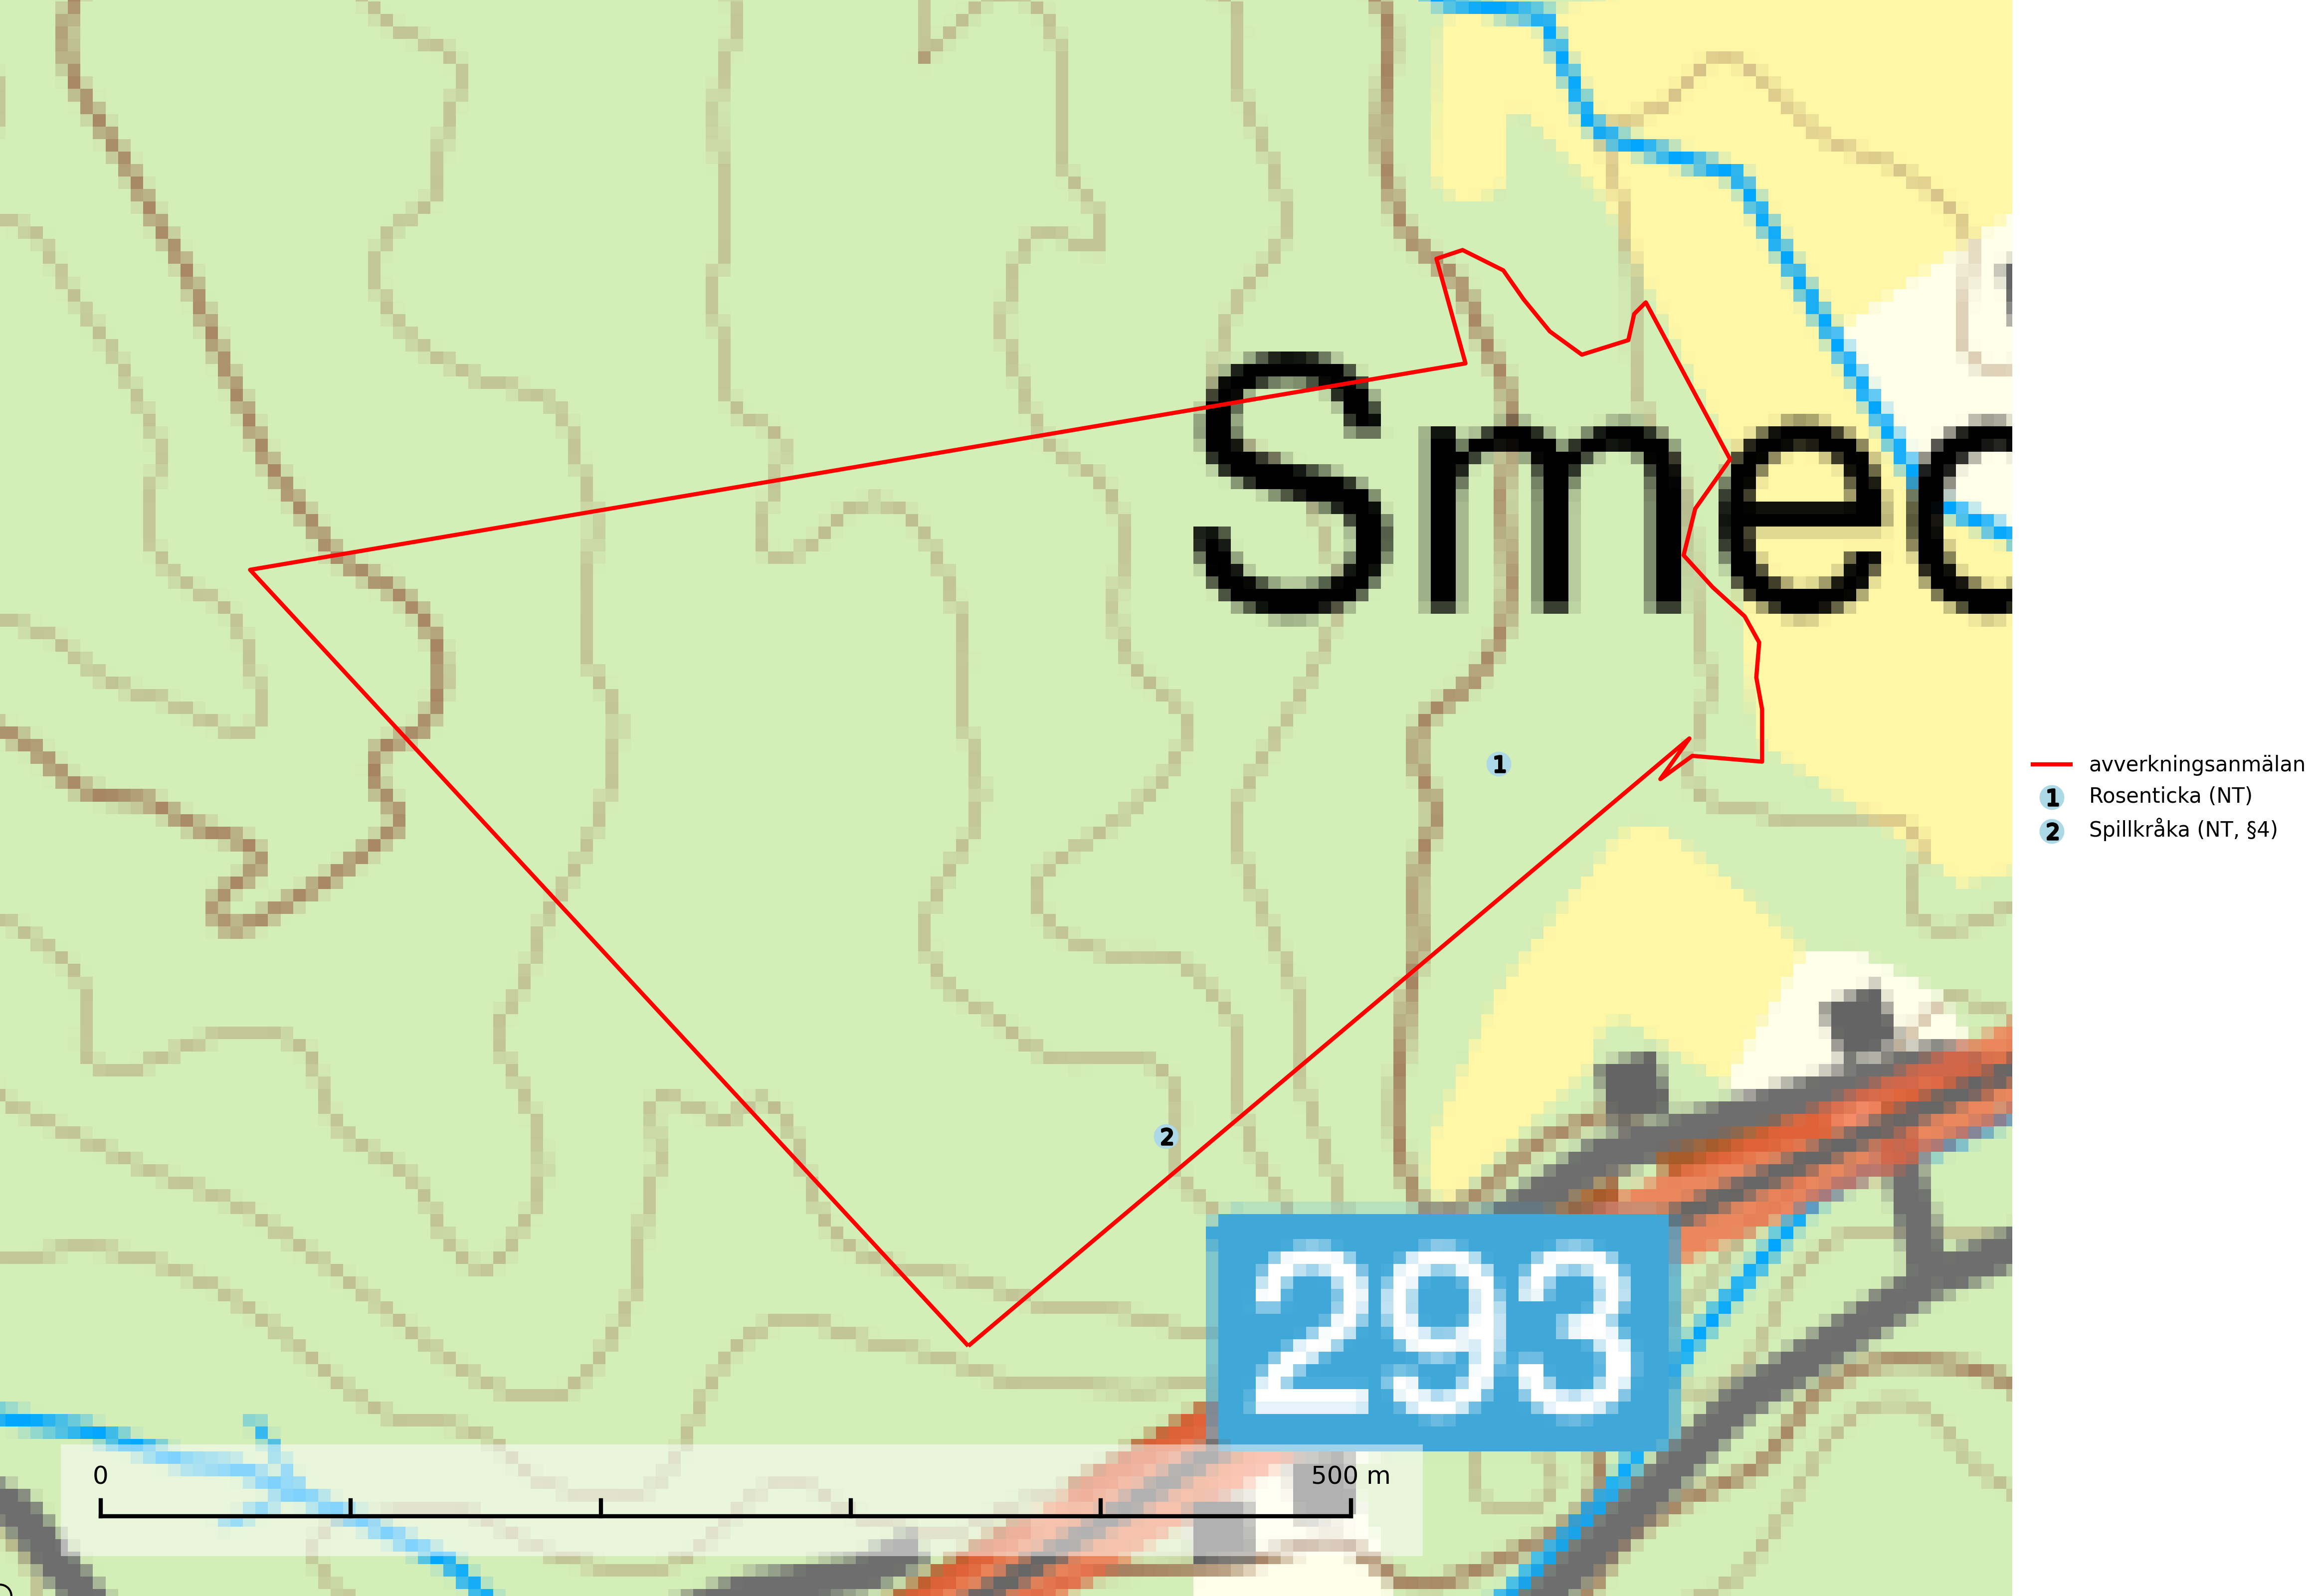 Smed
1
2
293
0 500 m
avverkningsanmälan
1 Rosenticka (NT)
2 Spillkråka (NT, §4)